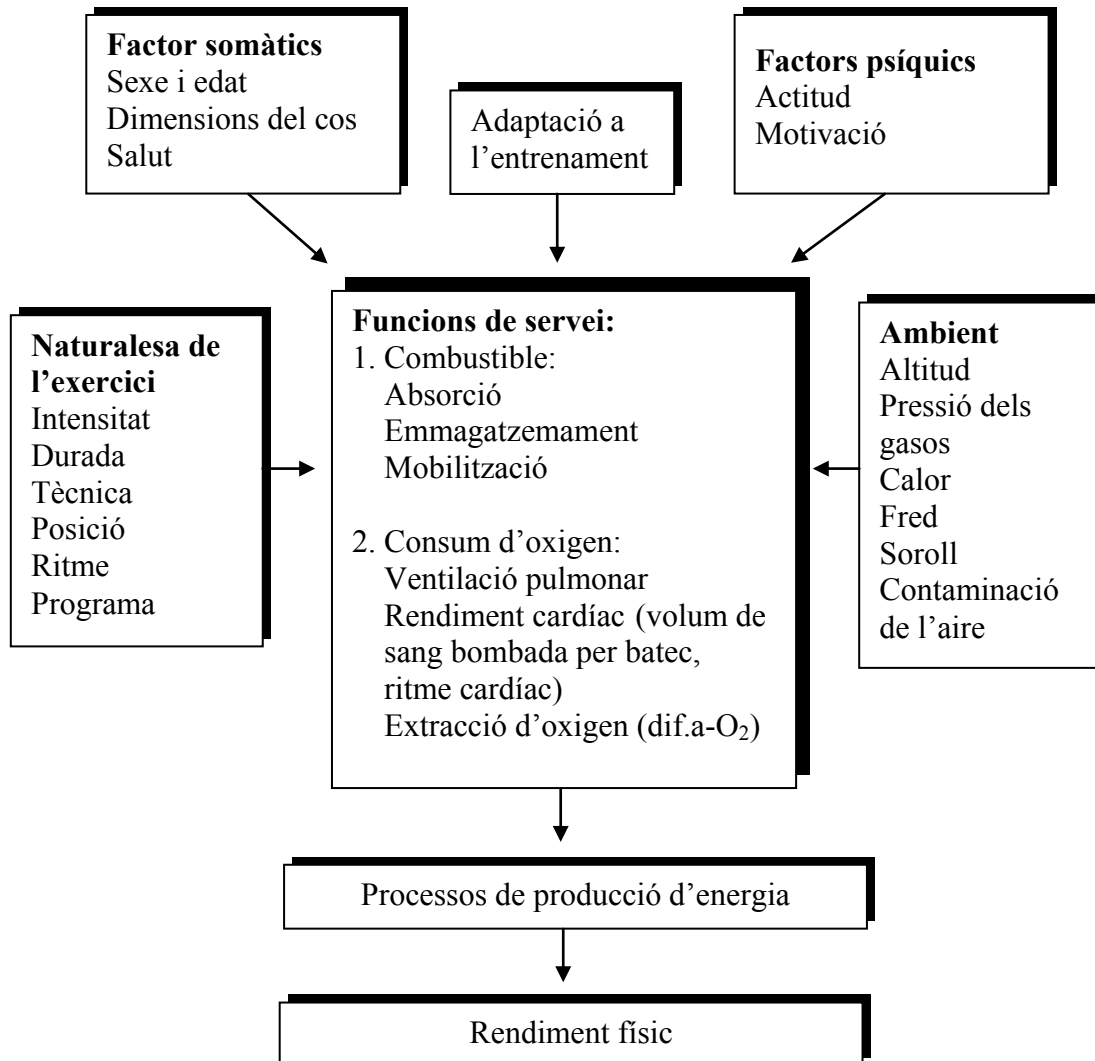 Factor somàtics
Sexe i edat
Dimensions del cos
Salut
Adaptació a
l’entrenament
Factors psíquics
Actitud
Motivació
Naturalesa de
l’exercici
Intensitat
Durada
Tècnica
Posició
Ritme
Programa
Funcions de servei:
1. Combustible:
Absorció
Emmagatzemament
Mobilització
2. Consum d’oxigen:
Ventilació pulmonar
Rendiment cardíac (volum de
sang bombada per batec,
ritme cardíac)
Extracció d’oxigen (dif.a-O₂)
Ambient
Altitud
Pressió dels
gasos
Calor
Fred
Soroll
Contaminació
de l’aire
Processos de producció d’energia
Rendiment físic